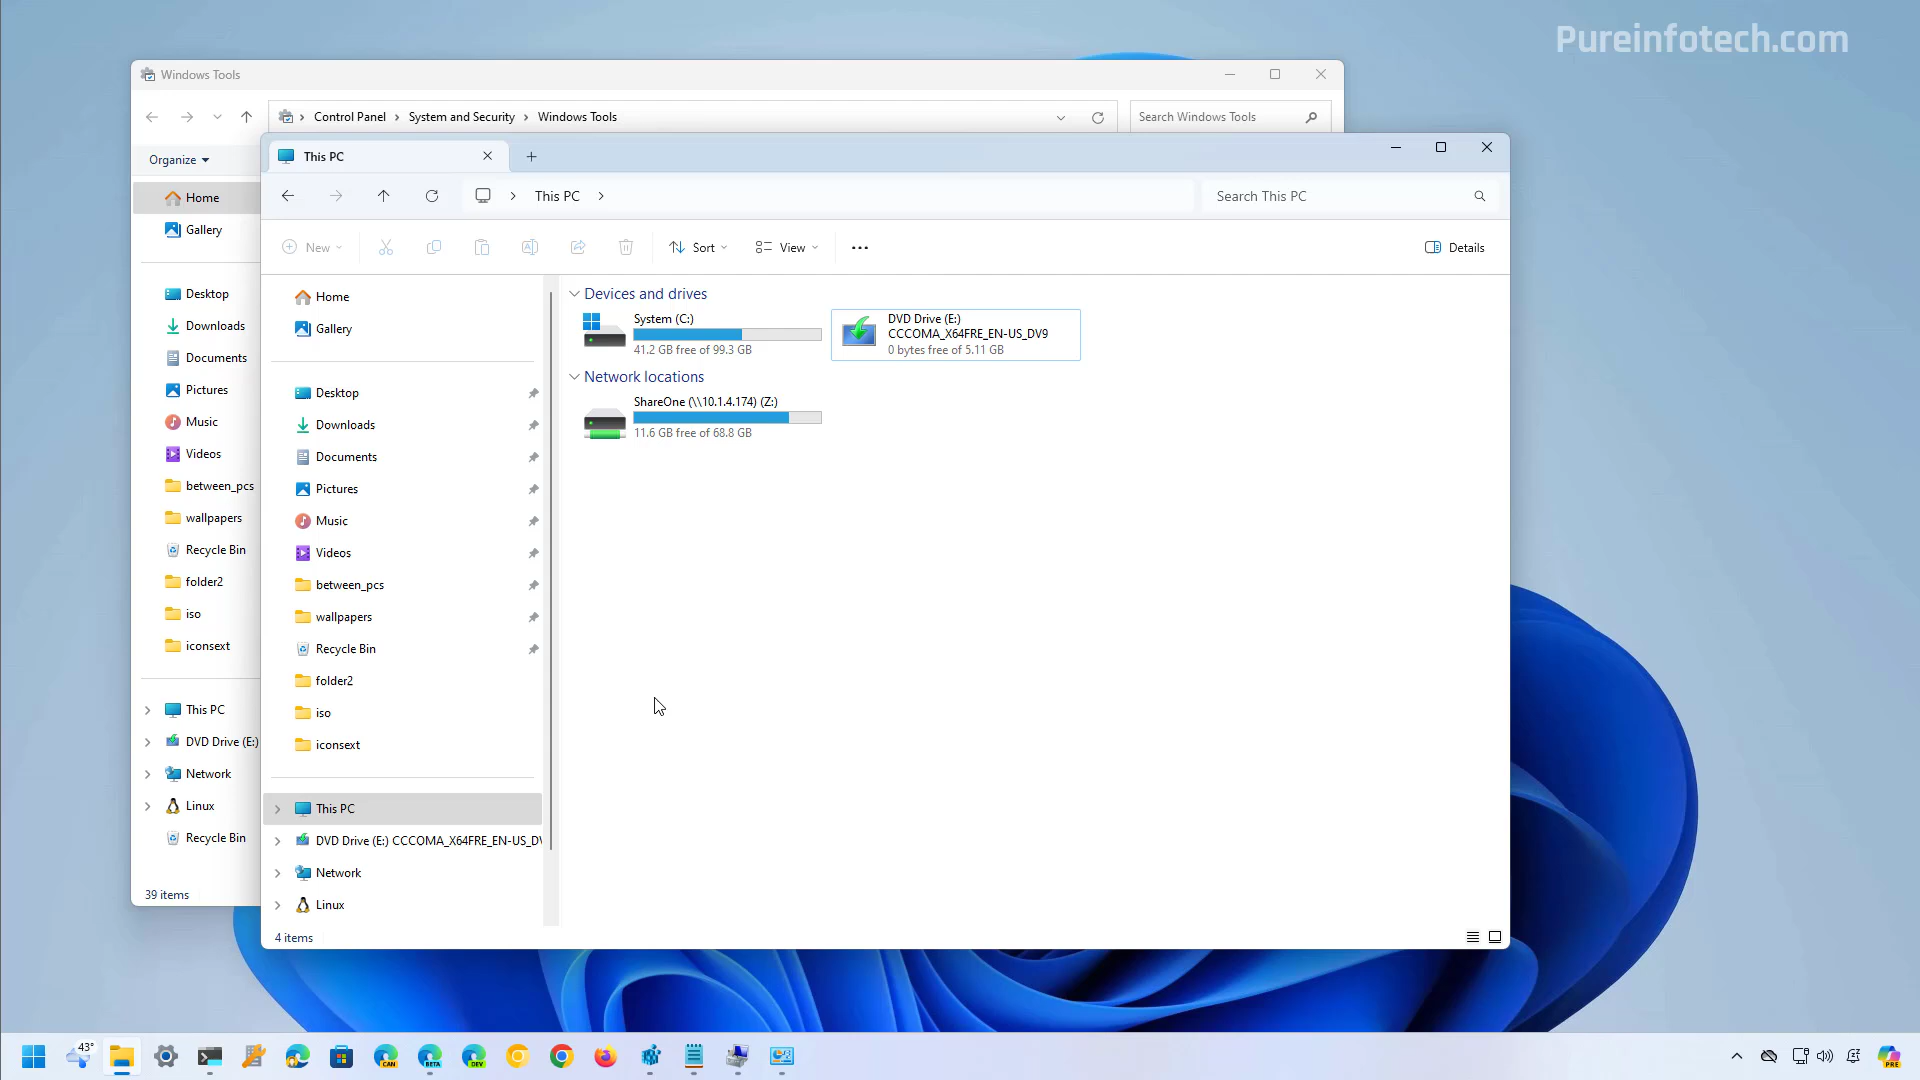 Pureinfotech.com
Windows Tools
Control Panel > System and Security > Windows Tools
Search Windows Tools
Organize
Home
Gallery
Desktop
Downloads
Documents
Pictures
Music
Videos
between_pcs
wallpapers
Recycle Bin
folder2
iso
iconsext
This PC
DVD Drive (E:)
Network
Linux
Recycle Bin
39 items
This PC
This PC
Search This PC
New
Sort
View
Details
Home
Gallery
Desktop
Downloads
Documents
Pictures
Music
Videos
between_pcs
wallpapers
Recycle Bin
folder2
iso
iconsext
This PC
DVD Drive (E:) CCCOMA_X64FRE_EN-US_DV
Network
Linux
4 items
Devices and drives
System (C:)
41.2 GB free of 99.3 GB
DVD Drive (E:)
CCCOMA_X64FRE_EN-US_DV9
0 bytes free of 5.11 GB
Network locations
ShareOne (\\10.1.4.174) (Z:)
11.6 GB free of 68.8 GB
43°
CAN
BETA
DEV
PRE